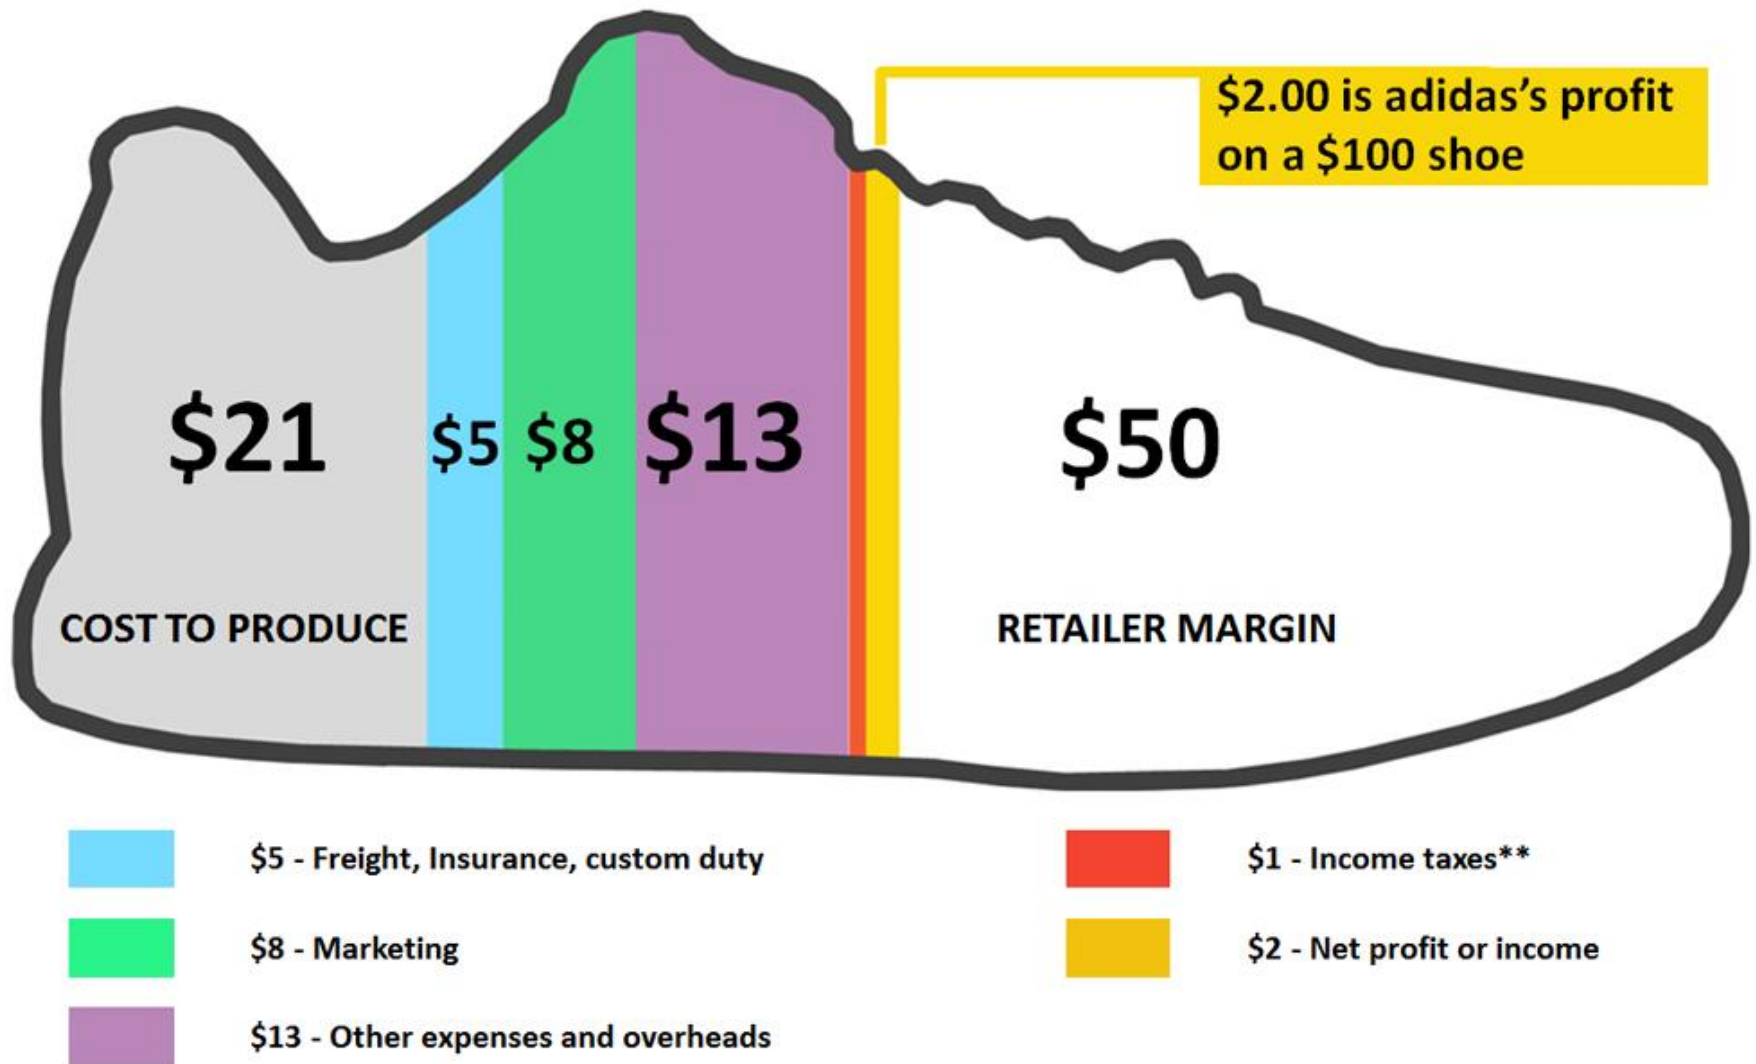 $2.00 is adidas’s profit
on a $100 shoe
$21
$5
$8
$13
$50
COST TO PRODUCE
RETAILER MARGIN
$5 - Freight, Insurance, custom duty
$8 - Marketing
$13 - Other expenses and overheads
$1 - Income taxes**
$2 - Net profit or income